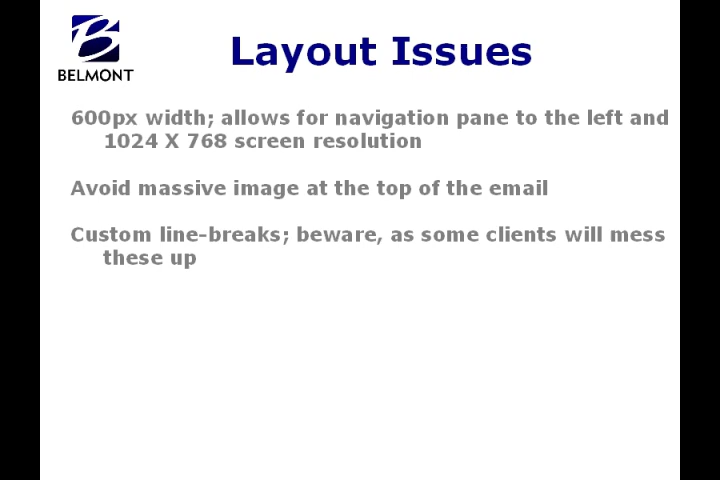 BELMONT
Layout Issues
600px width; allows for navigation pane to the left and
1024 X 768 screen resolution
Avoid massive image at the top of the email
Custom line-breaks; beware, as some clients will mess
these up